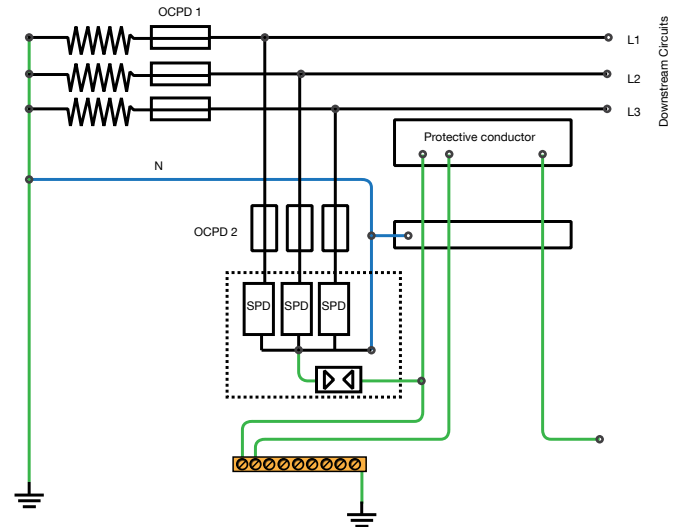 OCPD 1
L1
L2
L3
Downstream Circuits
Protective conductor
N
OCPD 2
SPD
SPD
SPD